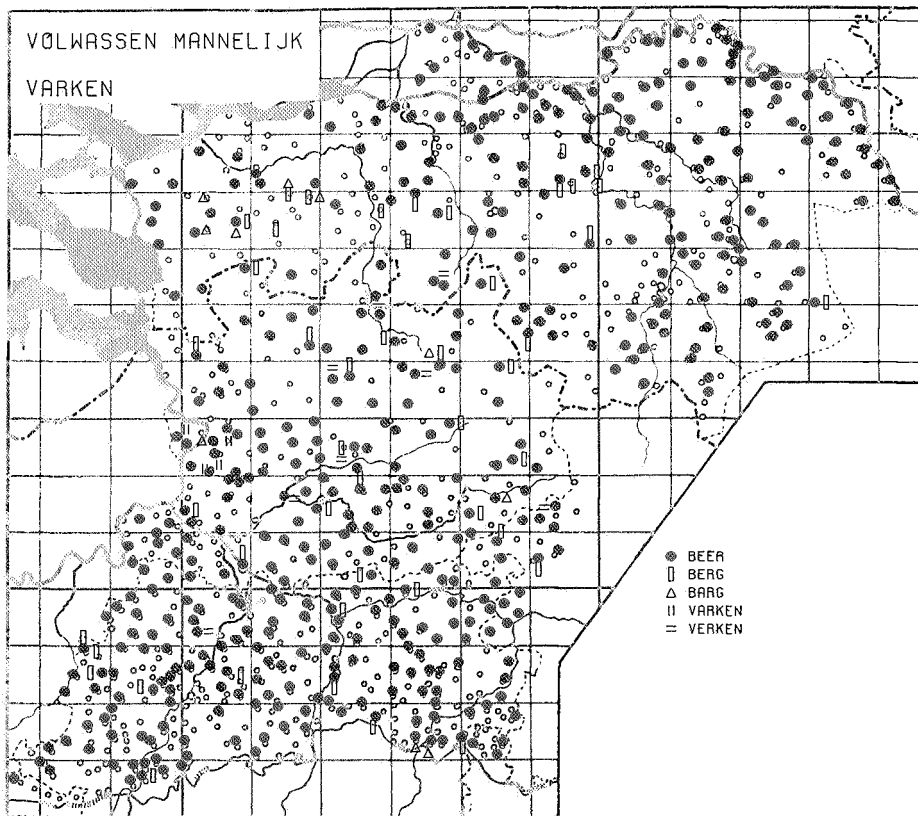 VOLWASSEN MANNELIJK
VARKEN
BEER
BERG
BARG
VARKEN
VERKEN